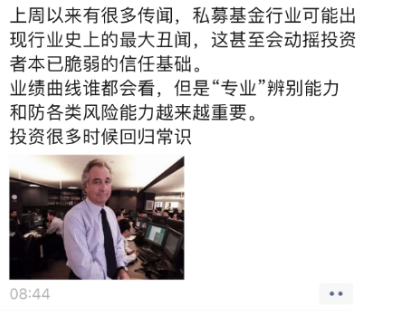 上周以来有很多传闻，私募基金行业可能出
现行业史上的最大丑闻，这甚至会动摇投资
者本已脆弱的信任基础。
业绩曲线谁都会看，但是“专业”辨别能力
和防各类风险能力越来越重要。
投资很多时候回归常识
08:44